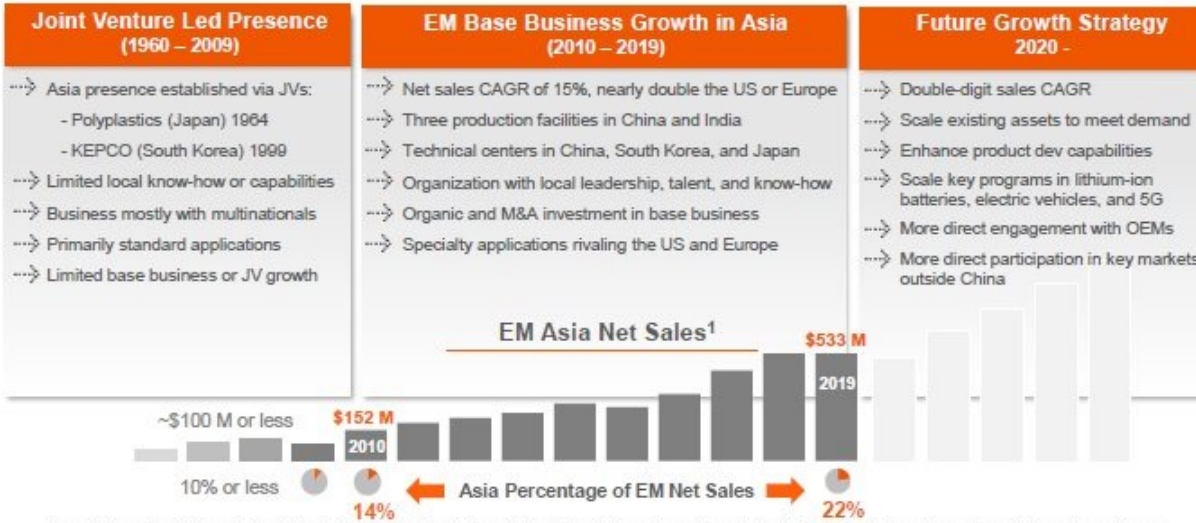 Joint Venture Led Presence
(1960 – 2009)
Asia presence established via JVs:
- Polyplastics (Japan) 1964
- KEPCO (South Korea) 1999
Limited local know-how or capabilities
Business mostly with multinationals
Primarily standard applications
Limited base business or JV growth
EM Base Business Growth in Asia
(2010 – 2019)
Net sales CAGR of 15%, nearly double the US or Europe
Three production facilities in China and India
Technical centers in China, South Korea, and Japan
Organization with local leadership, talent, and know-how
Organic and M&A investment in base business
Specialty applications rivaling the US and Europe
Future Growth Strategy
2020 -
Double-digit sales CAGR
Scale existing assets to meet demand
Enhance product dev capabilities
Scale key programs in lithium-ion
batteries, electric vehicles, and 5G
More direct engagement with OEMs
More direct participation in key markets
outside China
EM Asia Net Sales¹
$533 M
2019
~$100 M or less
$152 M
2010
10% or less
Asia Percentage of EM Net Sales
14%
22%